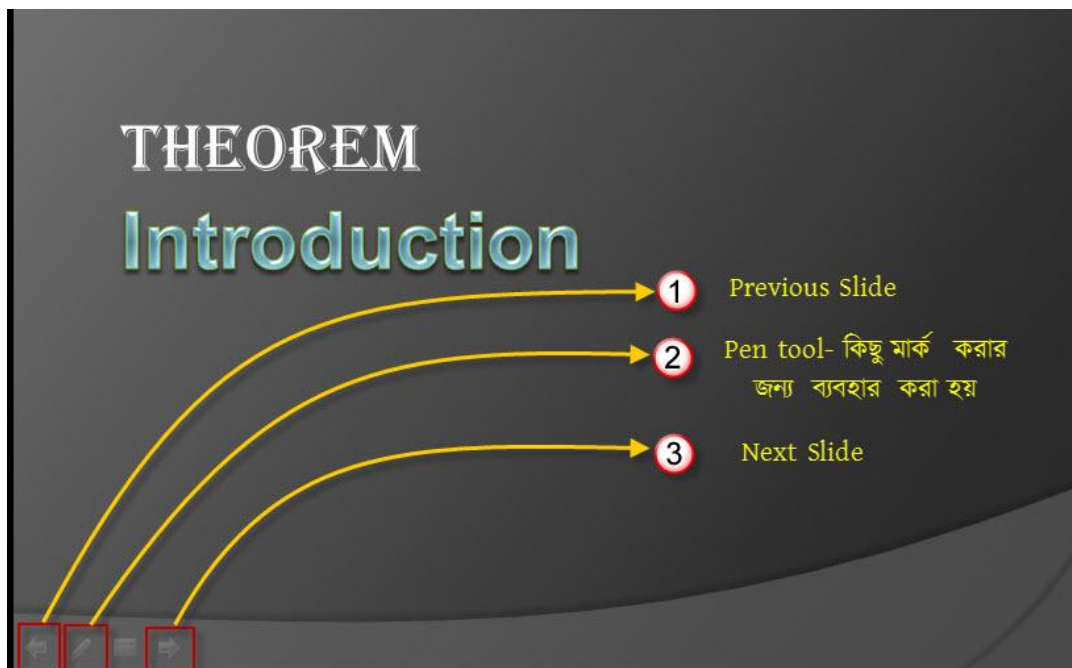 THEOREM
Introduction
1 Previous Slide
2 Pen tool- কিছু মার্ক করার
জন্য ব্যবহার করা হয়
3 Next Slide